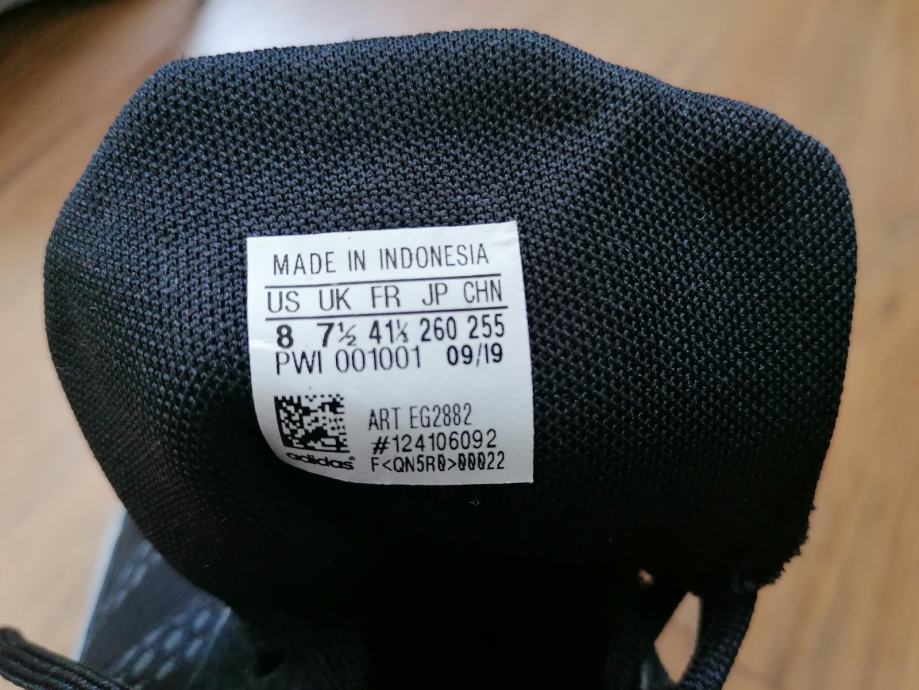 MADE IN INDONESIA
US UK FR JP CHN
8 7½ 41⅓ 260 255
PWI 001001 09/19
ART EG2882
#124106092
adidas
F<QN5R0>00022